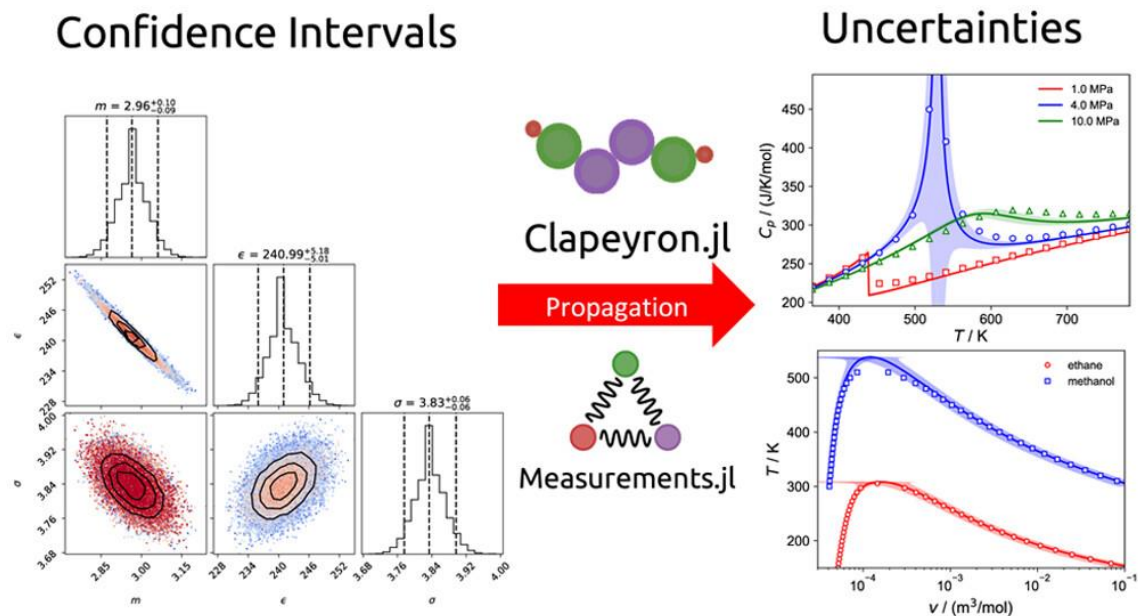 Confidence Intervals
m = 2.96+0.10−0.09
ϵ = 240.99+5.18−5.01
σ = 3.83+0.06−0.06
252
246
240
234
228
ϵ
4.00
3.92
3.84
3.76
3.68
σ
2.85
3.00
3.15
m
228
234
240
246
252
ϵ
3.68
3.76
3.84
3.92
4.00
σ
Clapeyron.jl
Propagation
Measurements.jl
Uncertainties
1.0 MPa
4.0 MPa
10.0 MPa
450
400
350
300
250
200
Cp / (J/K/mol)
400
500
600
700
T / K
ethane
methanol
500
400
300
200
T / K
10⁻⁴
10⁻³
10⁻²
10⁻¹
v / (m³/mol)